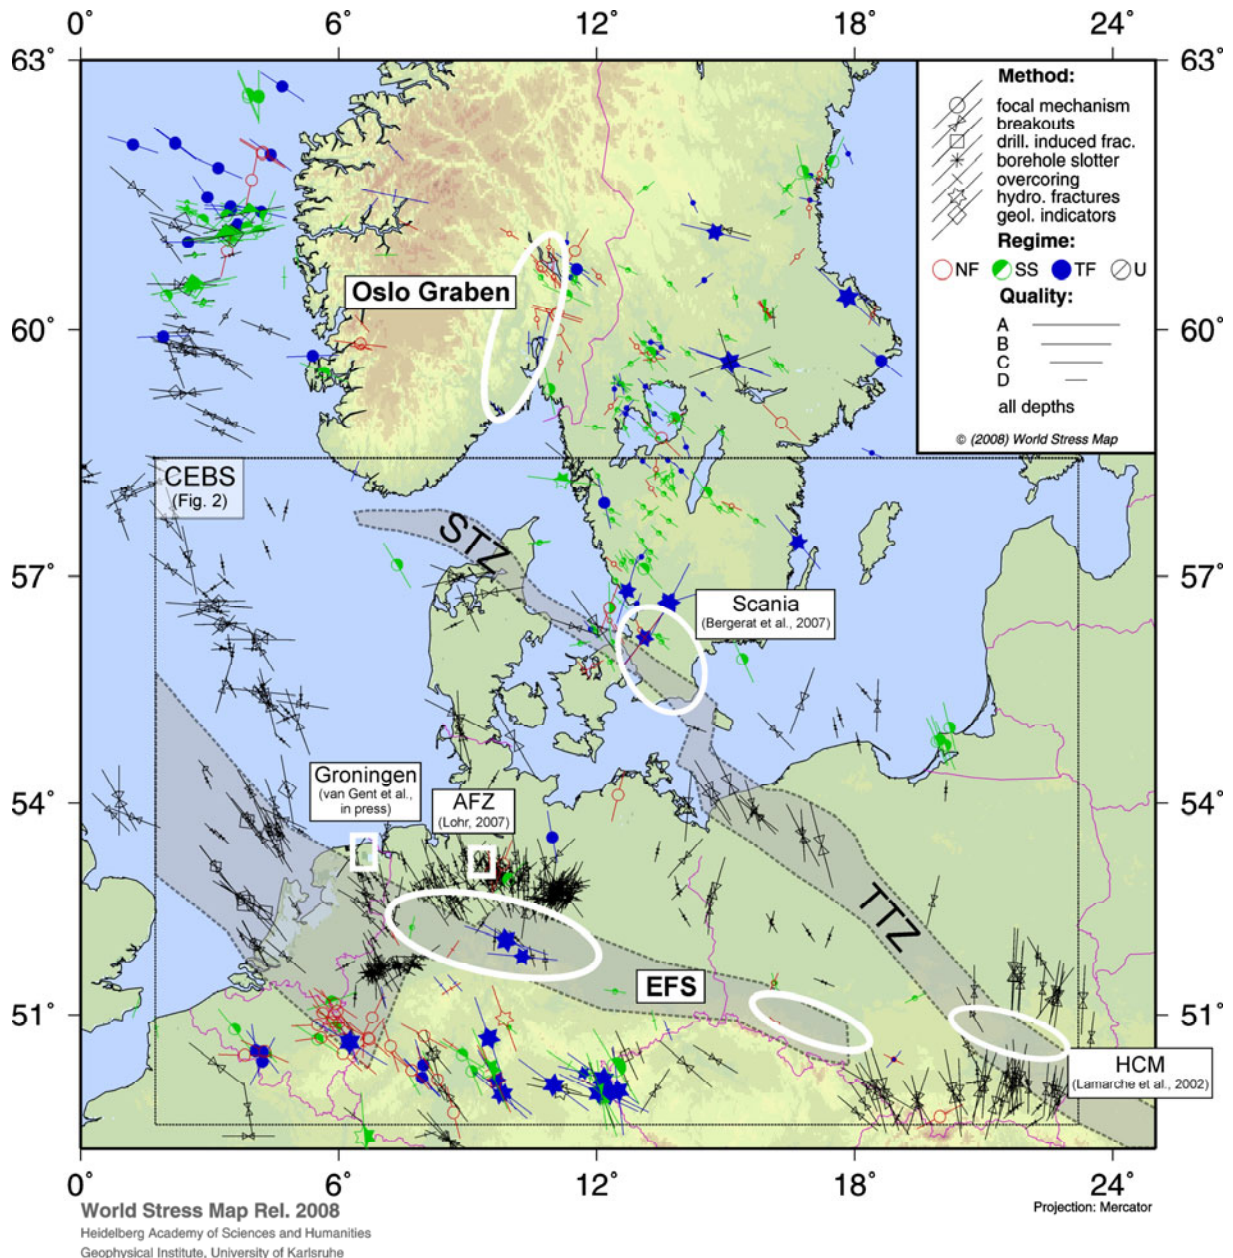 0° 6° 12° 18° 24°
63° 63°
Method:
focal mechanism
breakouts
drill. induced frac.
borehole slotter
overcoring
hydro. fractures
geol. indicators
Regime:
NF SS TF U
Quality:
A
B
C
D
all depths
© (2008) World Stress Map
Oslo Graben
60° 60°
CEBS
(Fig. 2)
STZ
57° 57°
Scania
(Bergerat et al., 2007)
Groningen
(van Gent et al.,
in press)
AFZ
(Lohr, 2007)
54° 54°
TTZ
EFS
51° 51°
HCM
(Lamarche et al., 2002)
0° 6° 12° 18° 24°
World Stress Map Rel. 2008
Projection: Mercator
Heidelberg Academy of Sciences and Humanities
Geophysical Institute, University of Karlsruhe